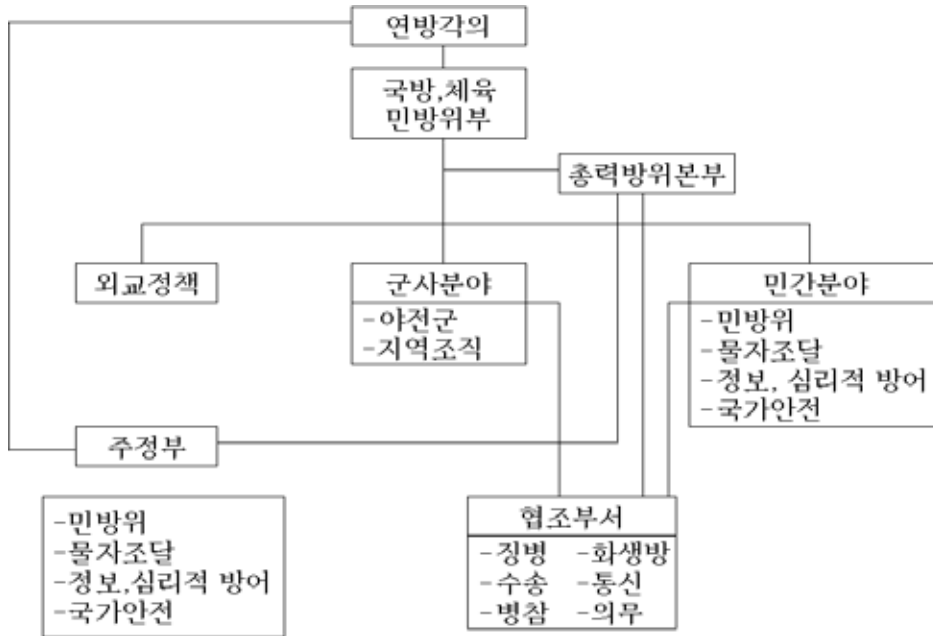 연방각의
국방,체육
민방위부
총력방위본부
외교정책
군사분야
-야전군
-지역조직
민간분야
-민방위
-물자조달
-정보, 심리적 방어
-국가안전
주정부
-민방위
-물자조달
-정보,심리적 방어
-국가안전
협조부서
-징병 -화생방
-수송 -통신
-병참 -의무